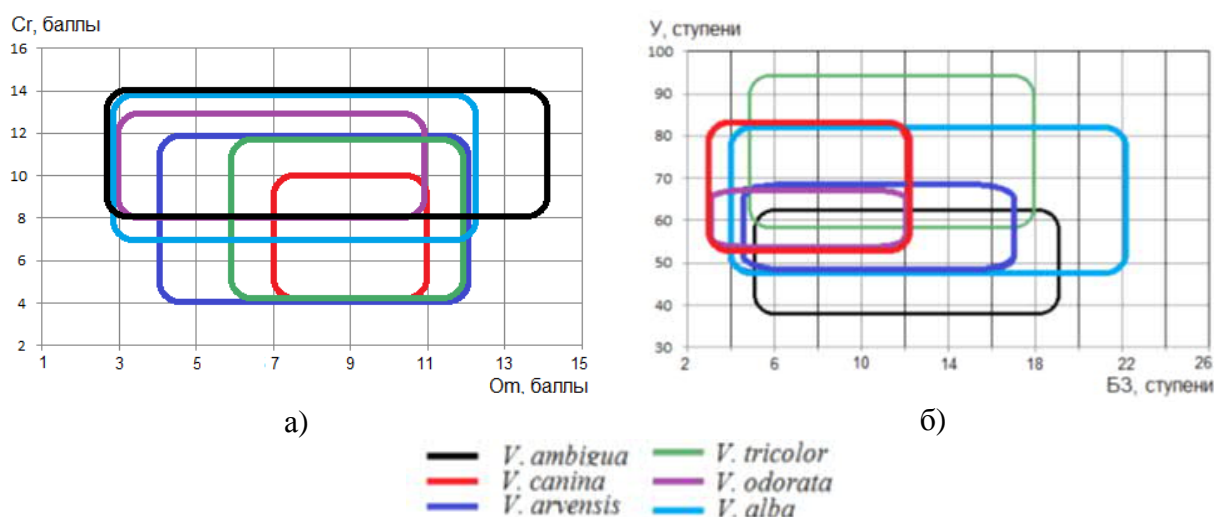 Cr, баллы
16
14
12
10
8
6
4
2
1 3 5 7 9 11 13 15
Om, баллы
а)
У, ступени
100
90
80
70
60
50
40
30
2 6 10 14 18 22 26
БЗ, ступени
б)
V. ambigua V. tricolor
V. canina V. odorata
V. arvensis V. alba